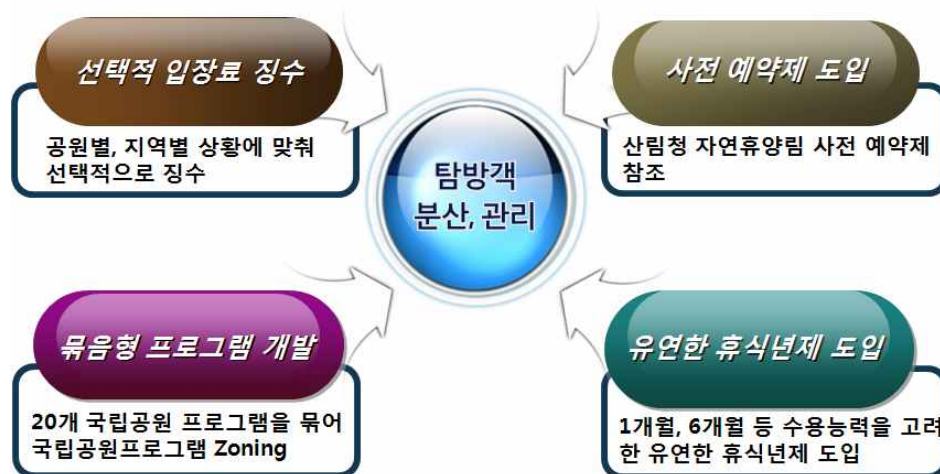 선택적 입장료 징수
공원별, 지역별 상황에 맞춰
선택적으로 징수
사전 예약제 도입
산림청 자연휴양림 사전 예약제
참조
탐방객
분산, 관리
묶음형 프로그램 개발
20개 국립공원 프로그램을 묶어
국립공원프로그램 Zoning
유연한 휴식년제 도입
1개월, 6개월 등 수용능력을 고려
한 유연한 휴식년제 도입